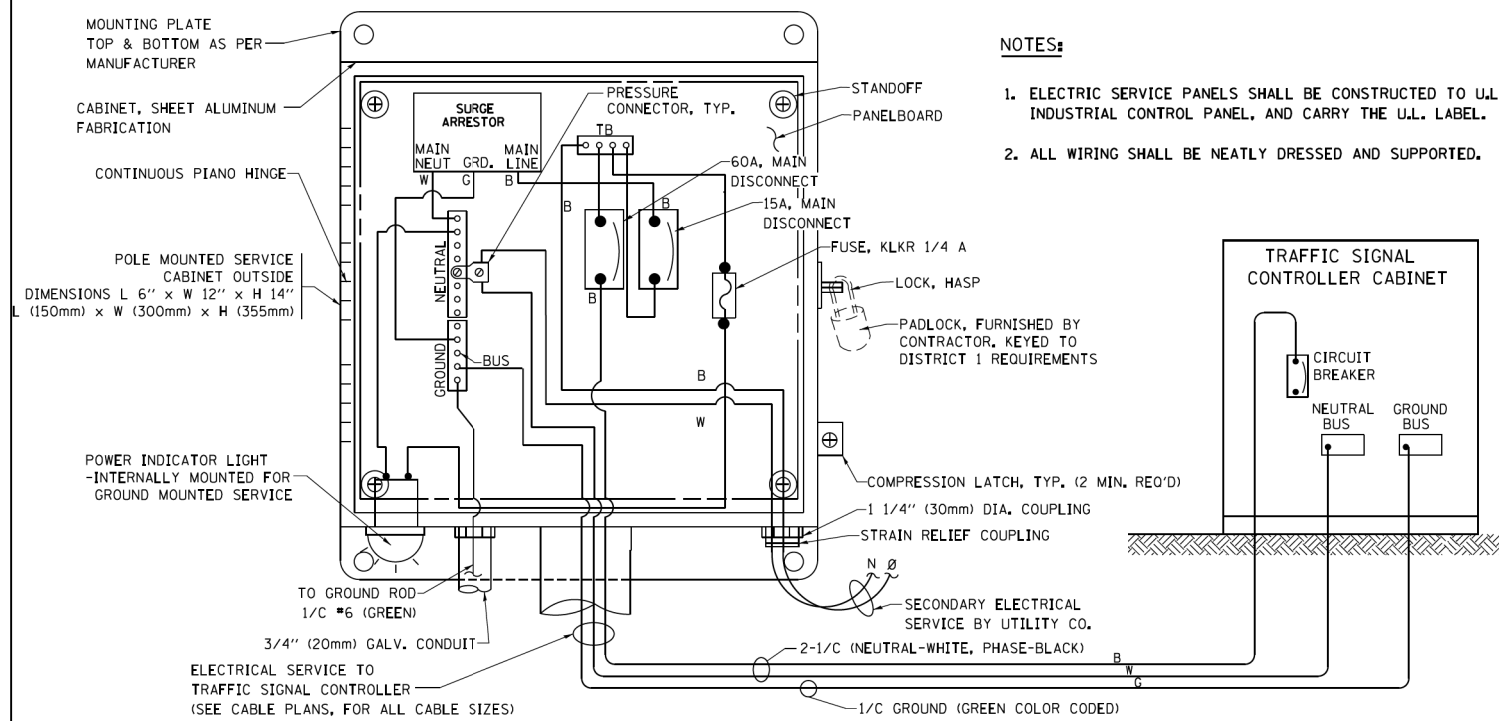 MOUNTING PLATE
TOP & BOTTOM AS PER
MANUFACTURER
CABINET, SHEET ALUMINUM
FABRICATION
CONTINUOUS PIANO HINGE
POLE MOUNTED SERVICE
CABINET OUTSIDE
DIMENSIONS L 6'' x W 12'' x H 14''
L (150mm) x W (300mm) x H (355mm)
POWER INDICATOR LIGHT
-INTERNALLY MOUNTED FOR
GROUND MOUNTED SERVICE
SURGE
ARRESTOR
MAIN
NEUT
GRD.
MAIN
LINE
W
G
B
NEUTRAL
GROUND
BUS
PRESSURE
CONNECTOR, TYP.
TB
B
B
B
B
W
STANDOFF
PANELBOARD
60A, MAIN
DISCONNECT
15A, MAIN
DISCONNECT
FUSE, KLKR 1/4 A
LOCK, HASP
PADLOCK, FURNISHED BY
CONTRACTOR. KEYED TO
DISTRICT 1 REQUIREMENTS
COMPRESSION LATCH, TYP. (2 MIN. REQ'D)
1 1/4'' (30mm) DIA. COUPLING
STRAIN RELIEF COUPLING
N Ø
SECONDARY ELECTRICAL
SERVICE BY UTILITY CO.
TO GROUND ROD
1/C #6 (GREEN)
3/4'' (20mm) GALV. CONDUIT
ELECTRICAL SERVICE TO
TRAFFIC SIGNAL CONTROLLER
(SEE CABLE PLANS, FOR ALL CABLE SIZES)
2-1/C (NEUTRAL-WHITE, PHASE-BLACK)
B
W
G
1/C GROUND (GREEN COLOR CODED)
NOTES:
1. ELECTRIC SERVICE PANELS SHALL BE CONSTRUCTED TO U.L
INDUSTRIAL CONTROL PANEL, AND CARRY THE U.L. LABEL.
2. ALL WIRING SHALL BE NEATLY DRESSED AND SUPPORTED.
TRAFFIC SIGNAL
CONTROLLER CABINET
CIRCUIT
BREAKER
NEUTRAL
BUS
GROUND
BUS